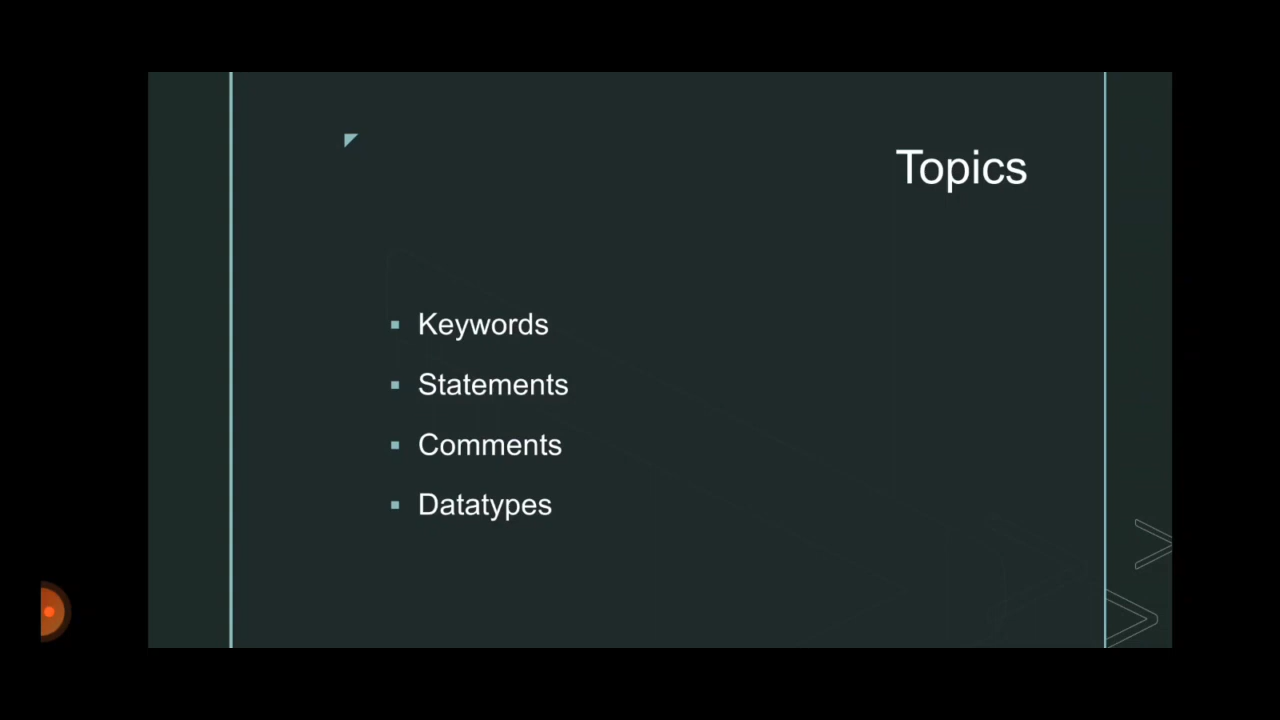 Topics
Keywords
Statements
Comments
Datatypes